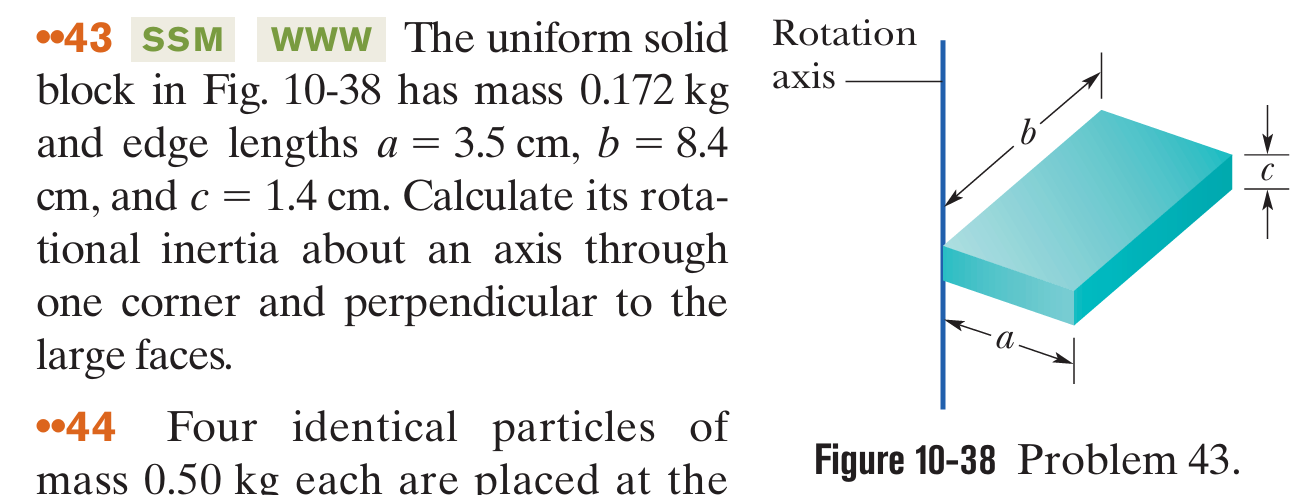 ••43 SSM WWW The uniform solid
block in Fig. 10-38 has mass 0.172 kg
and edge lengths a = 3.5 cm, b = 8.4
cm, and c = 1.4 cm. Calculate its rota-
tional inertia about an axis through
one corner and perpendicular to the
large faces.
••44 Four identical particles of
mass 0.50 kg each are placed at the
Rotation
axis
b
c
a
Figure 10-38 Problem 43.